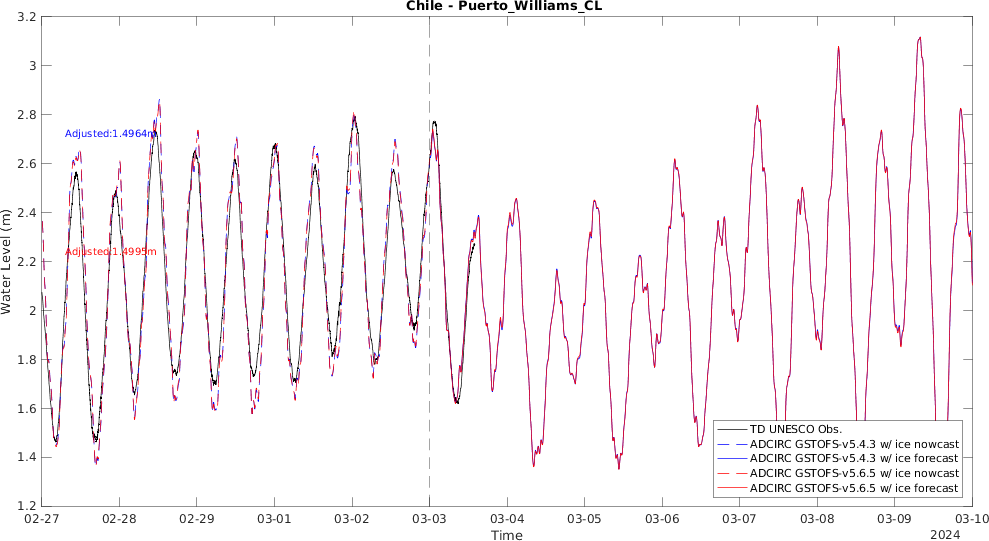 Chile - Puerto_Williams_CL
3.2
3
2.8
2.6
2.4
2.2
2
1.8
1.6
1.4
1.2
Water Level (m)
Adjusted:1.4964m
Adjusted:1.4995m
TD UNESCO Obs.
ADCIRC GSTOFS-v5.4.3 w/ ice nowcast
ADCIRC GSTOFS-v5.4.3 w/ ice forecast
ADCIRC GSTOFS-v5.6.5 w/ ice nowcast
ADCIRC GSTOFS-v5.6.5 w/ ice forecast
02-27 02-28 02-29 03-01 03-02 03-03 03-04 03-05 03-06 03-07 03-08 03-09 03-10
Time
2024